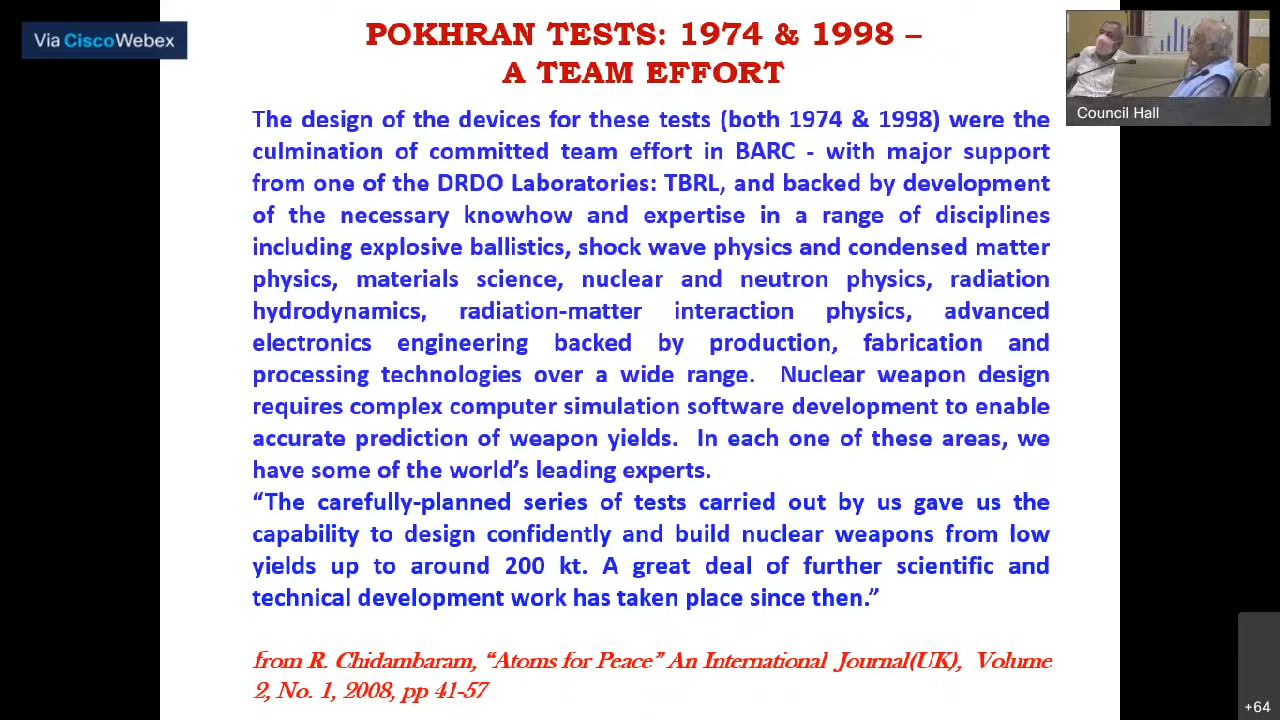 Via CiscoWebex
POKHRAN TESTS: 1974 & 1998 –
A TEAM EFFORT
Council Hall
The design of the devices for these tests (both 1974 & 1998) were the
culmination of committed team effort in BARC - with major support
from one of the DRDO Laboratories: TBRL, and backed by development
of the necessary knowhow and expertise in a range of disciplines
including explosive ballistics, shock wave physics and condensed matter
physics, materials science, nuclear and neutron physics, radiation
hydrodynamics, radiation-matter interaction physics, advanced
electronics engineering backed by production, fabrication and
processing technologies over a wide range. Nuclear weapon design
requires complex computer simulation software development to enable
accurate prediction of weapon yields. In each one of these areas, we
have some of the world’s leading experts.
“The carefully-planned series of tests carried out by us gave us the
capability to design confidently and build nuclear weapons from low
yields up to around 200 kt. A great deal of further scientific and
technical development work has taken place since then.”
from R. Chidambaram, “Atoms for Peace” An International Journal(UK), Volume
2, No. 1, 2008, pp 41-57
+64